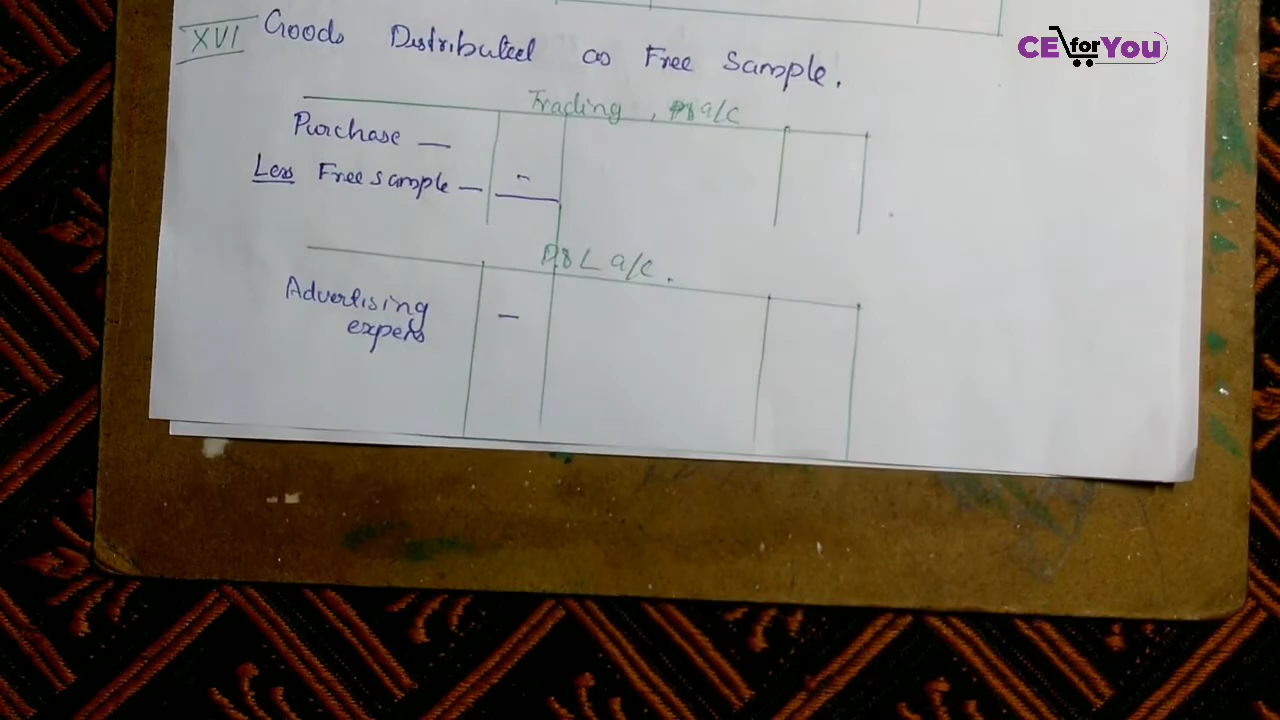 CE for You
XVI Goods Distributed as Free Sample.
Trading, a/c
Purchase —
Less Free sample — -
P&L a/c.
Advertising —
expens